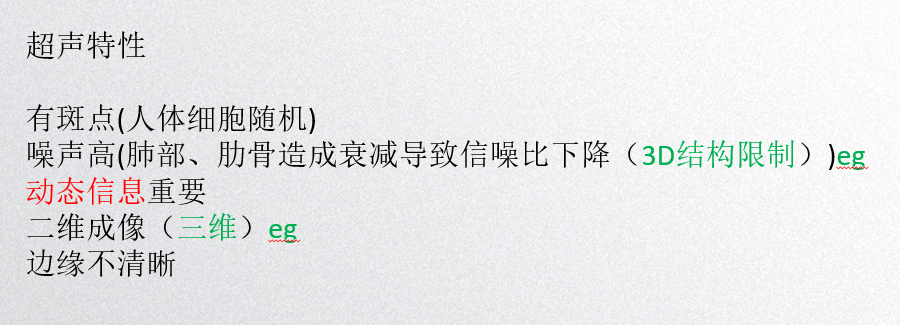 超声特性
有斑点(人体细胞随机)
噪声高(肺部、肋骨造成衰减导致信噪比下降（3D结构限制）)eg
动态信息重要
二维成像（三维）eg
边缘不清晰